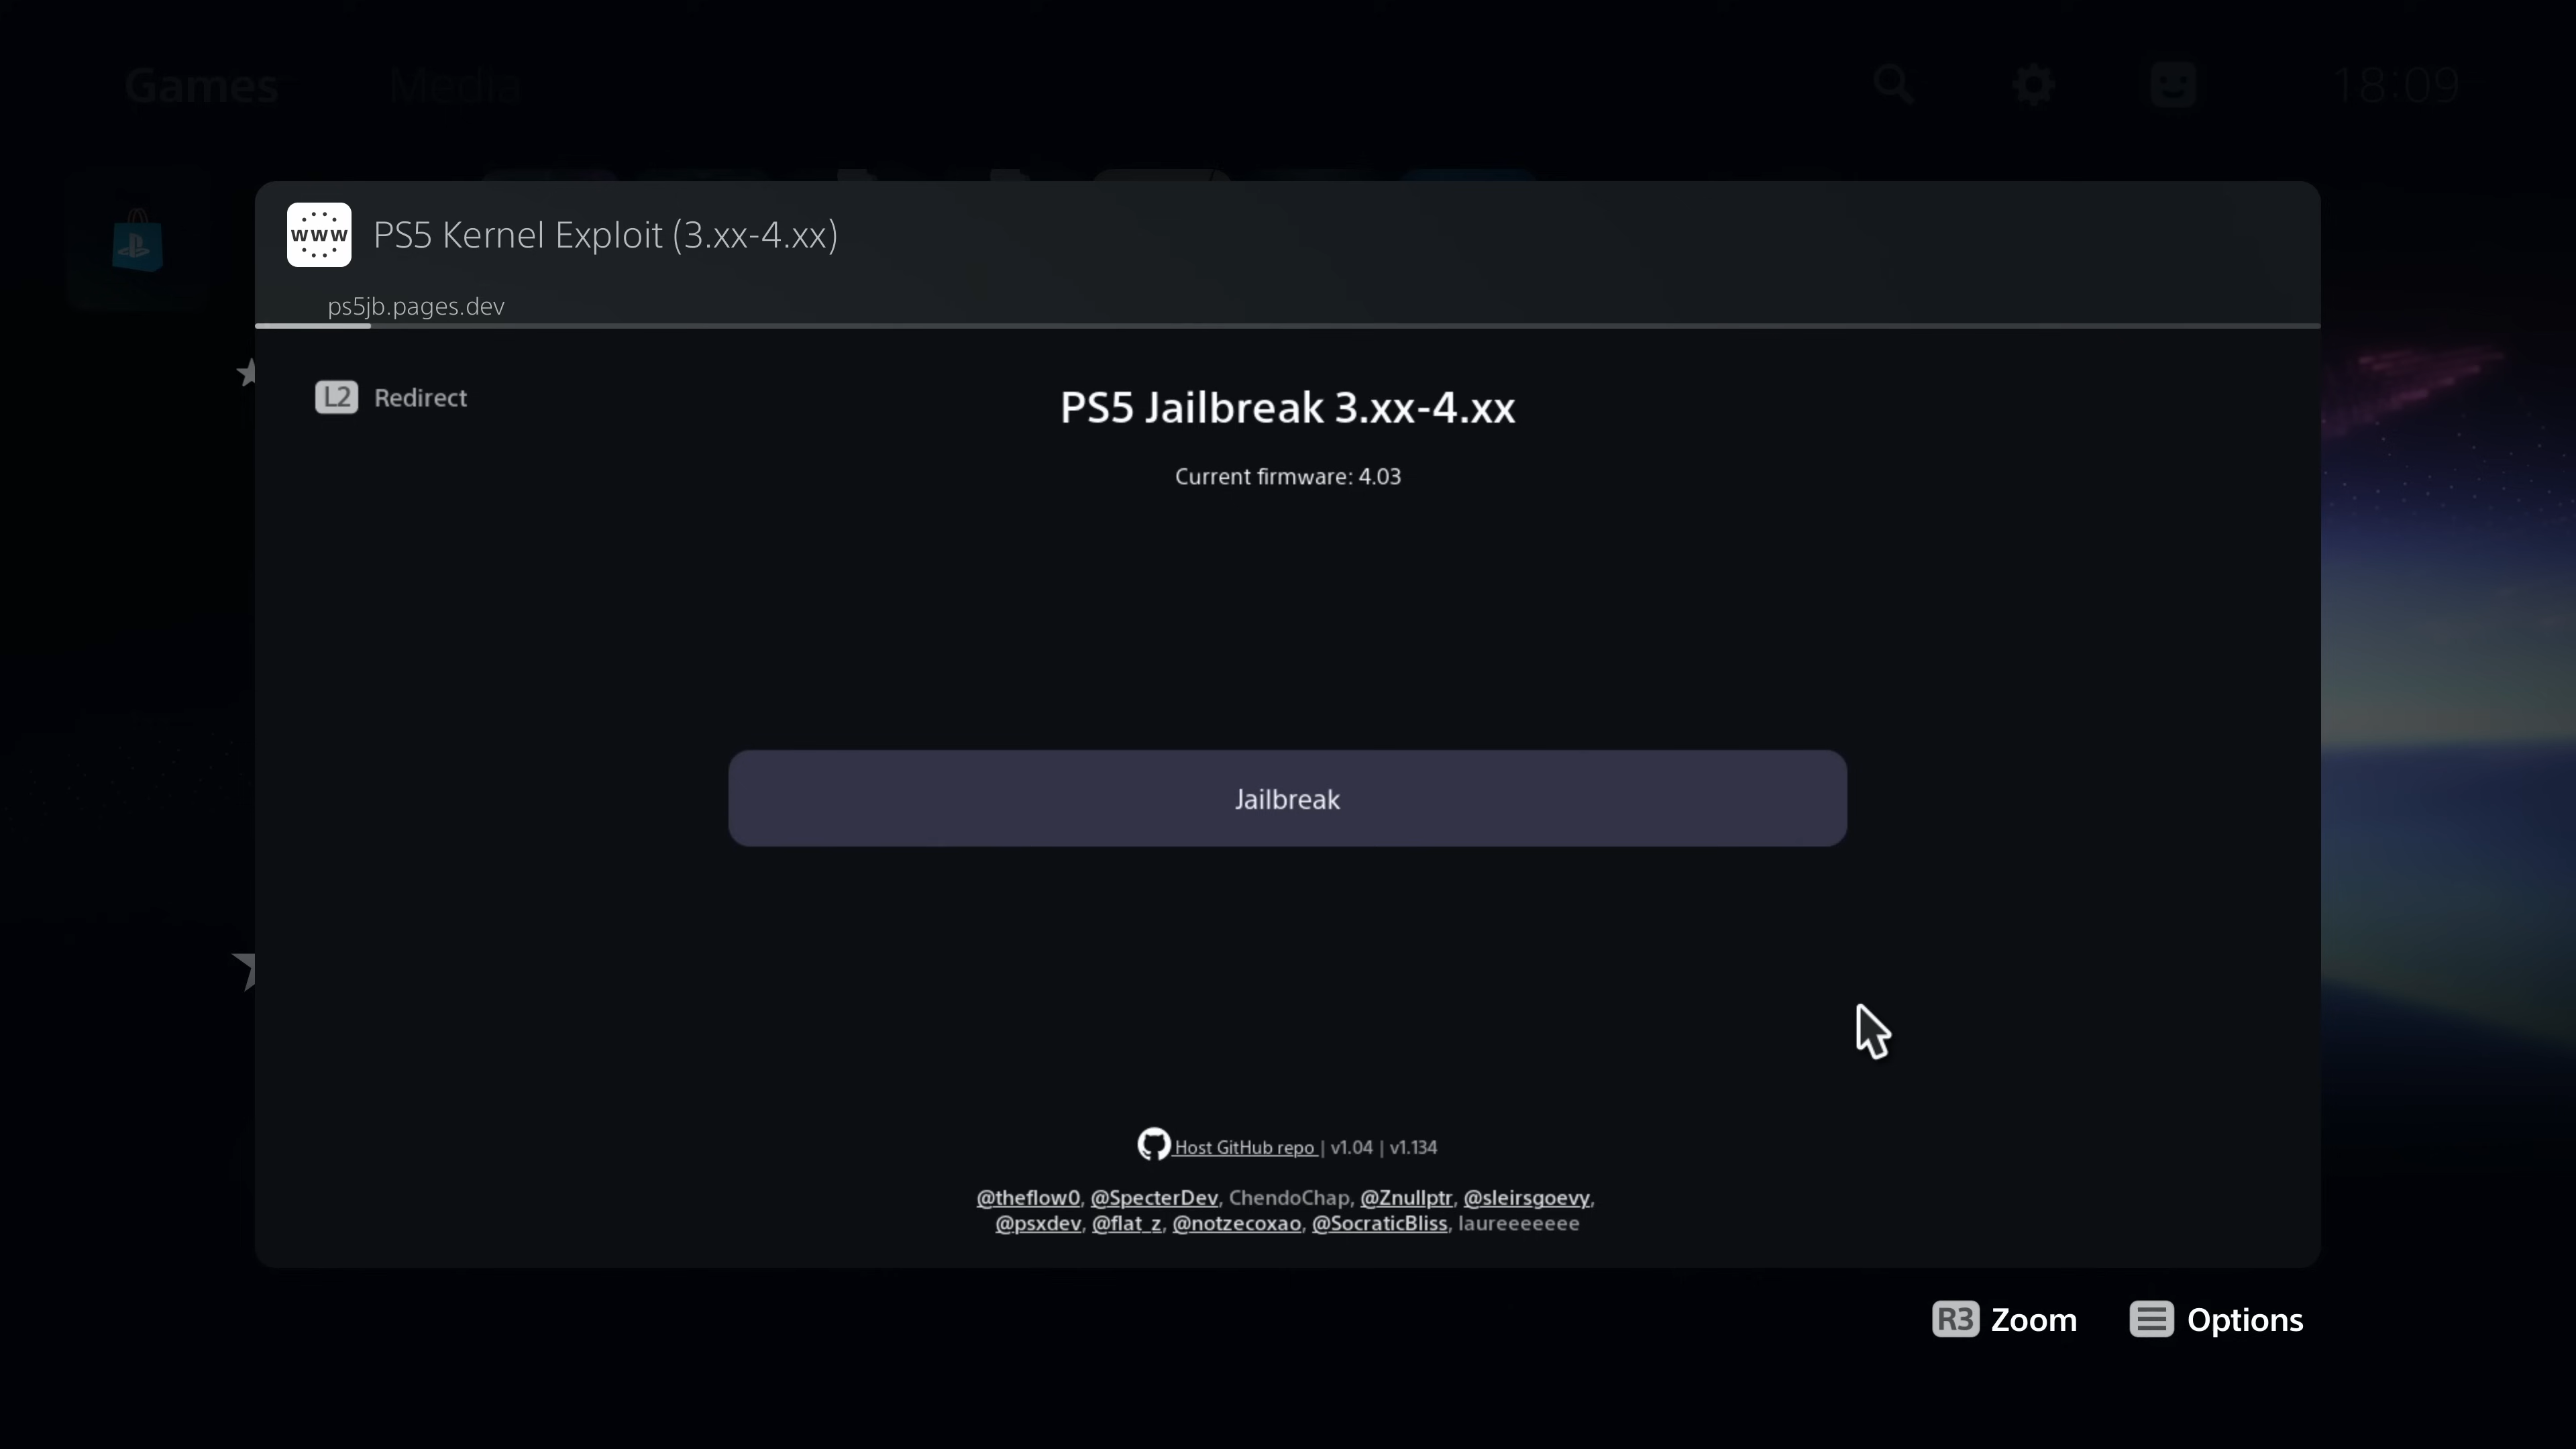 Games Media 18:09
www PS5 Kernel Exploit (3.xx-4.xx)
ps5jb.pages.dev
L2 Redirect
PS5 Jailbreak 3.xx-4.xx
Current firmware: 4.03
Jailbreak
Host GitHub repo | v1.04 | v1.134
@theflow0, @SpecterDev, ChendoChap, @Znullptr, @sleirsgoevy,
@psxdev, @flat_z, @notzecoxao, @SocraticBliss, laureeeeeee
R3 Zoom Options